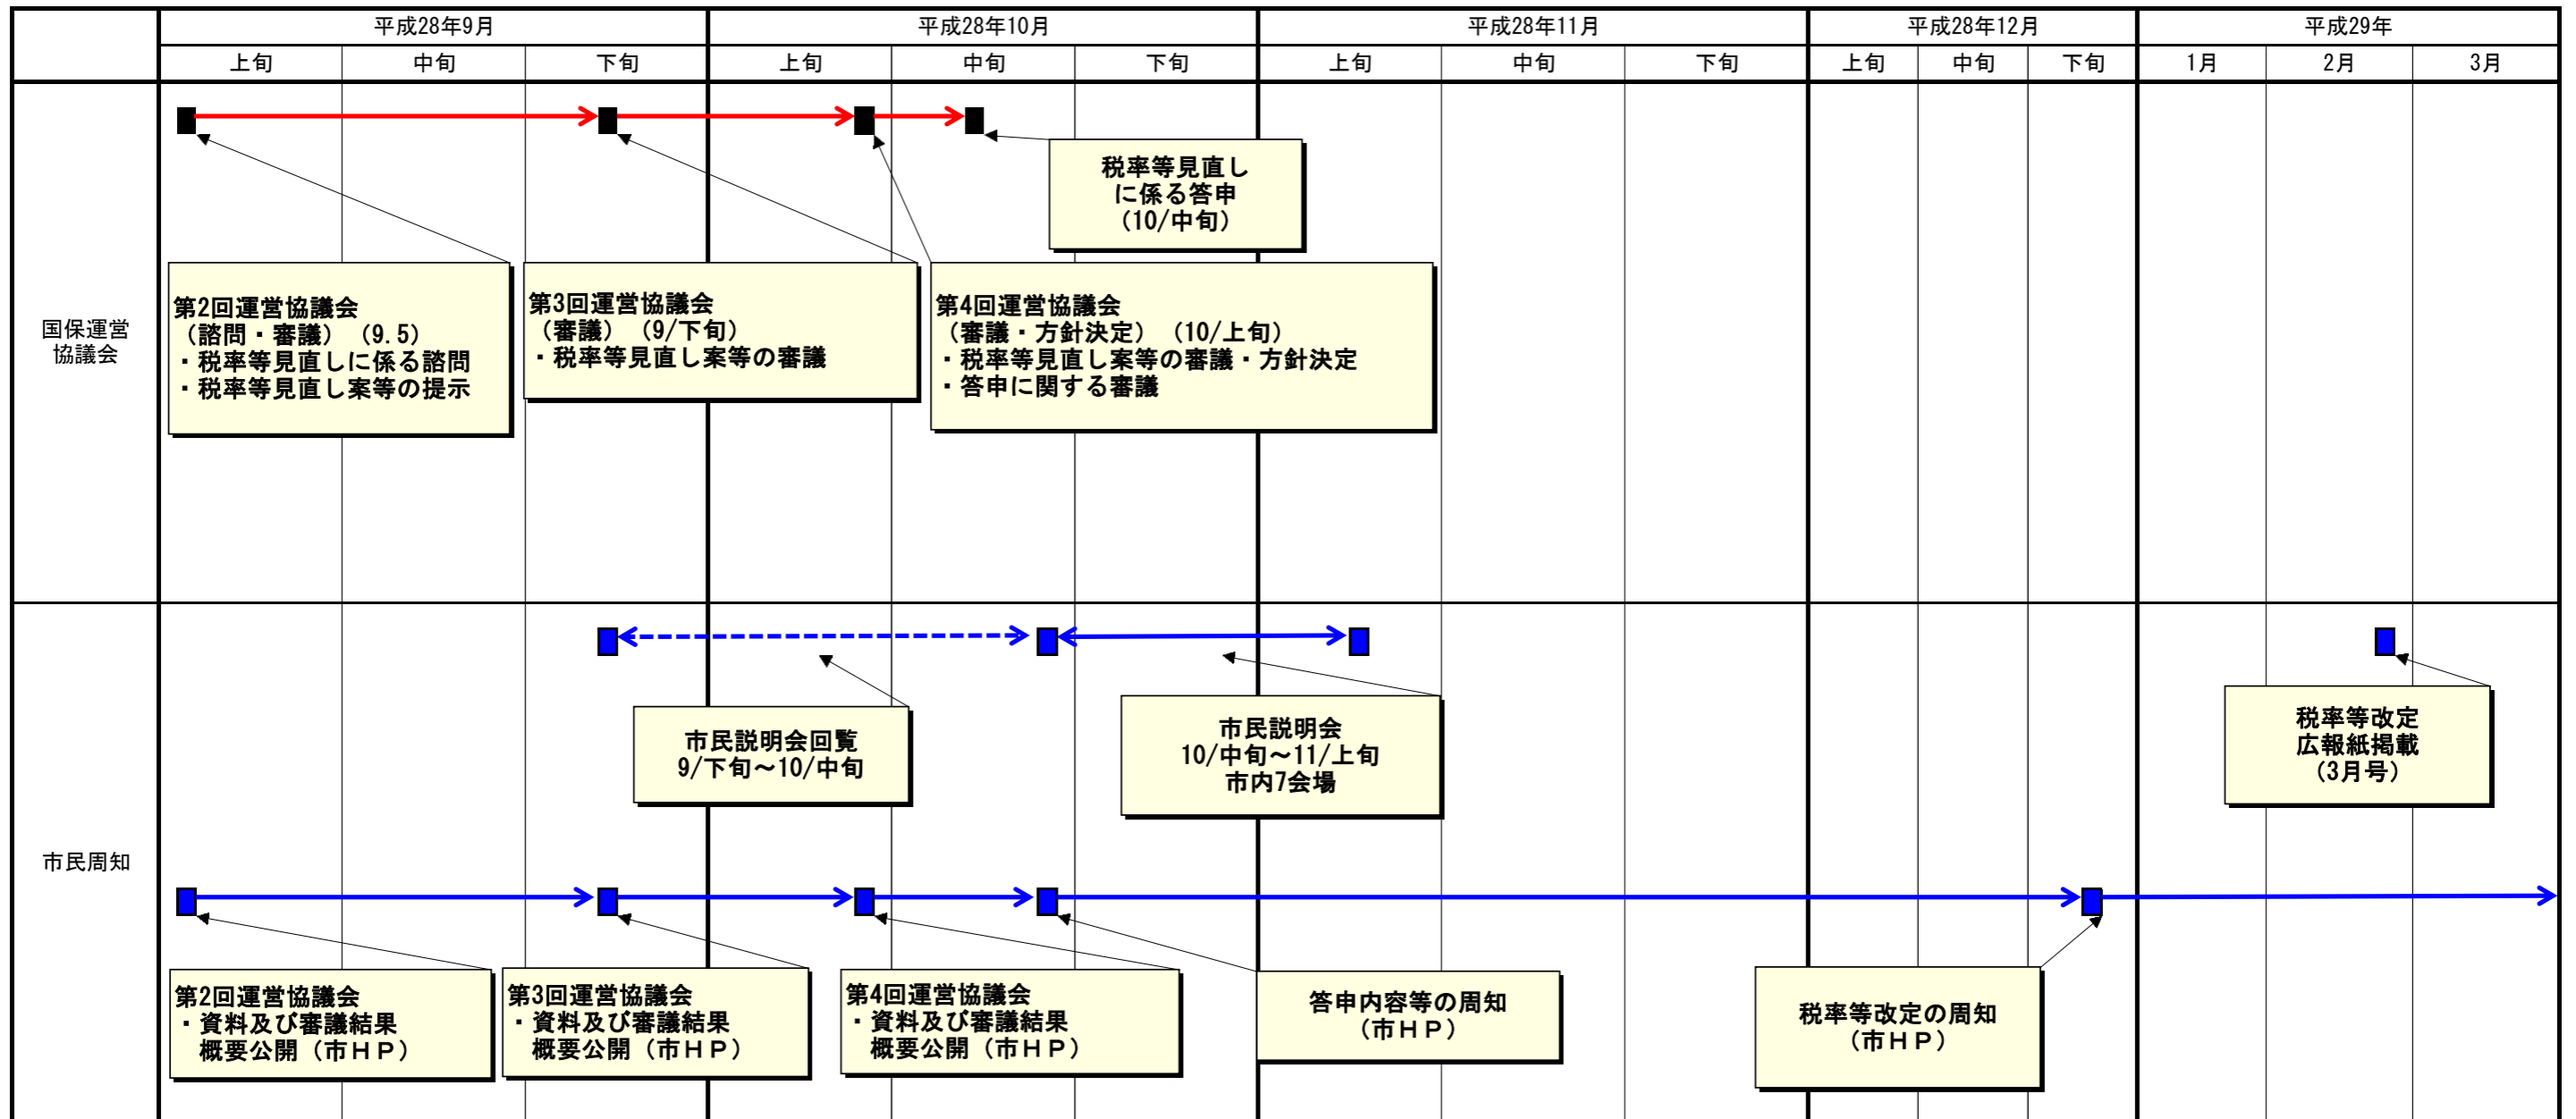 平成28年9月
平成28年10月
平成28年11月
平成28年12月
平成29年
上旬
中旬
下旬
上旬
中旬
下旬
上旬
中旬
下旬
上旬
中旬
下旬
1月
2月
3月
国保運営
協議会
税率等見直し
に係る答申
（10/中旬）
第2回運営協議会
（諮問・審議）（9.5）
・税率等見直しに係る諮問
・税率等見直し案等の提示
第3回運営協議会
（審議）（9/下旬）
・税率等見直し案等の審議
第4回運営協議会
（審議・方針決定）（10/上旬）
・税率等見直し案等の審議・方針決定
・答申に関する審議
市民周知
市民説明会回覧
9/下旬～10/中旬
市民説明会
10/中旬～11/上旬
市内7会場
税率等改定
広報紙掲載
（3月号）
第2回運営協議会
・資料及び審議結果
概要公開（市ＨＰ）
第3回運営協議会
・資料及び審議結果
概要公開（市ＨＰ）
第4回運営協議会
・資料及び審議結果
概要公開（市ＨＰ）
答申内容等の周知
（市ＨＰ）
税率等改定の周知
（市ＨＰ）